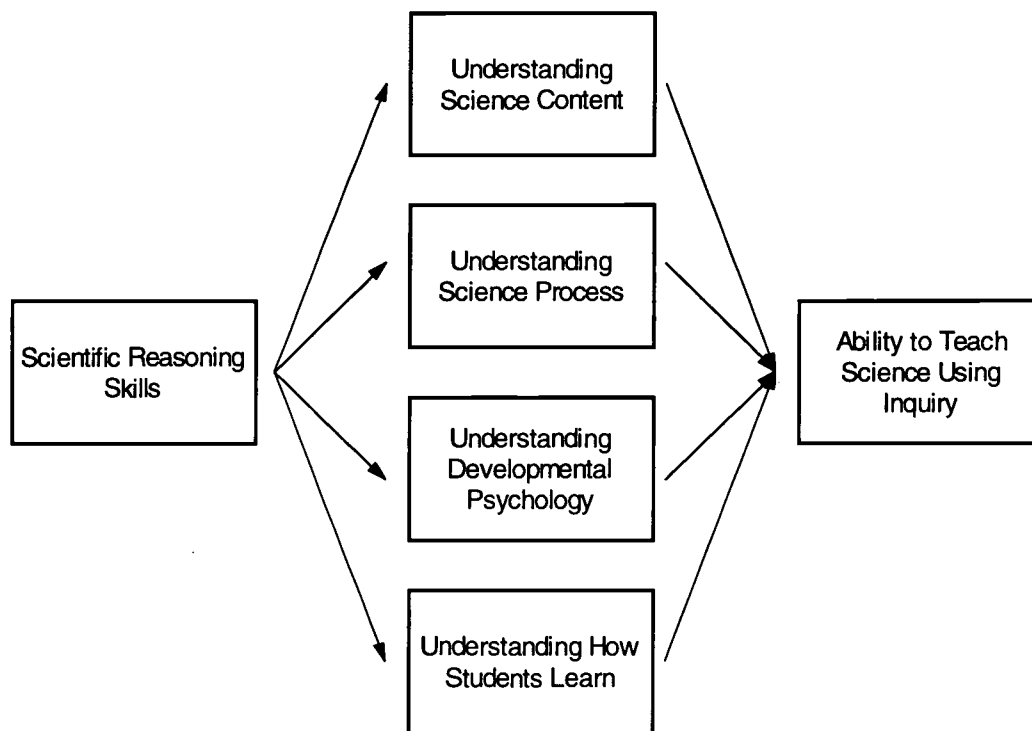 Understanding
Science Content
Understanding
Science Process
Scientific Reasoning
Skills
Ability to Teach
Science Using
Inquiry
Understanding
Developmental
Psychology
Understanding How
Students Learn